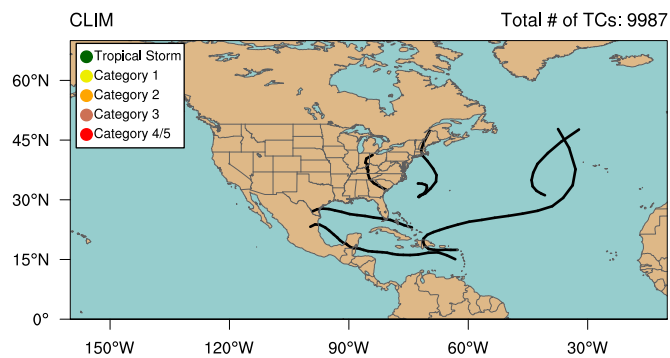 CLIM
Total # of TCs: 9987
Tropical Storm
Category 1
Category 2
Category 3
Category 4/5
60°N
45°N
30°N
15°N
0°
150°W
120°W
90°W
60°W
30°W